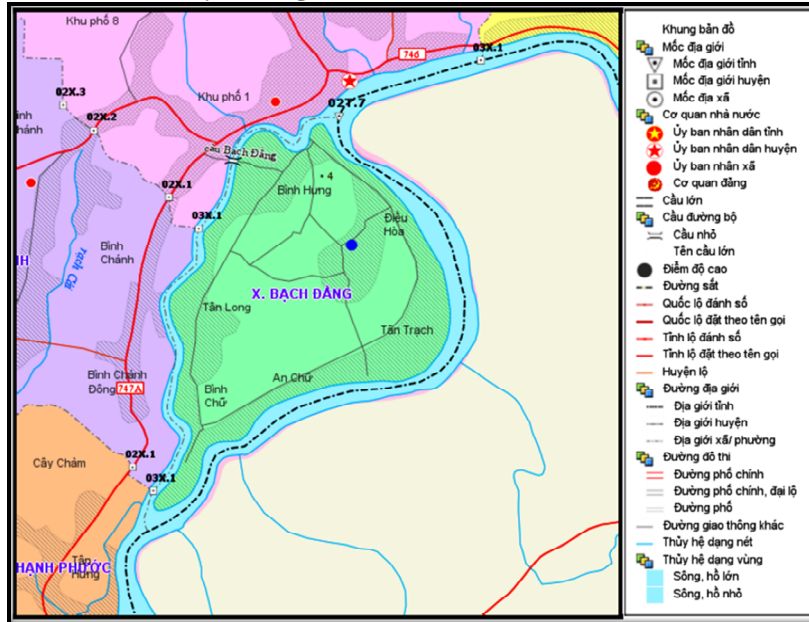 Khu phố 8
746
03X.1
02X.3
Khu phố 1
02T.7
ình
hánh
02X.2
cầu Bạch Đằng
4
Bình Hưng
02X.1
03X.1
Điều
Hòa
Bình
Chánh
rạch Cái
H
Tân Long
X. BẠCH ĐẰNG
Tân Trạch
Bình Chánh
Đông
747A
Bình
Chữ
An Chữ
Cây Chàm
02X.1
03X.1
Tân
Hưng
HẠNH PHƯỚC
Khung bản đồ
Mốc địa giới
Mốc địa giới tỉnh
Mốc địa giới huyện
Mốc địa xã
Cơ quan nhà nước
Ủy ban nhân dân tỉnh
Ủy ban nhân dân huyện
Ủy ban nhân xã
Cơ quan đảng
Cầu lớn
Cầu đường bộ
Cầu nhỏ
Tên cầu lớn
Điểm độ cao
Đường sắt
Quốc lộ đánh số
Quốc lộ đặt theo tên gọi
Tỉnh lộ đánh số
Tỉnh lộ đặt theo tên gọi
Huyện lộ
Đường địa giới
Địa giới tỉnh
Địa giới huyện
Địa giới xã/ phường
Đường đô thi
Đường phố chính
Đường phố chính, đại lộ
Đường phố
Đường giao thông khác
Thủy hệ dạng nét
Thủy hệ dạng vùng
Sông, hồ lớn
Sông, hồ nhỏ